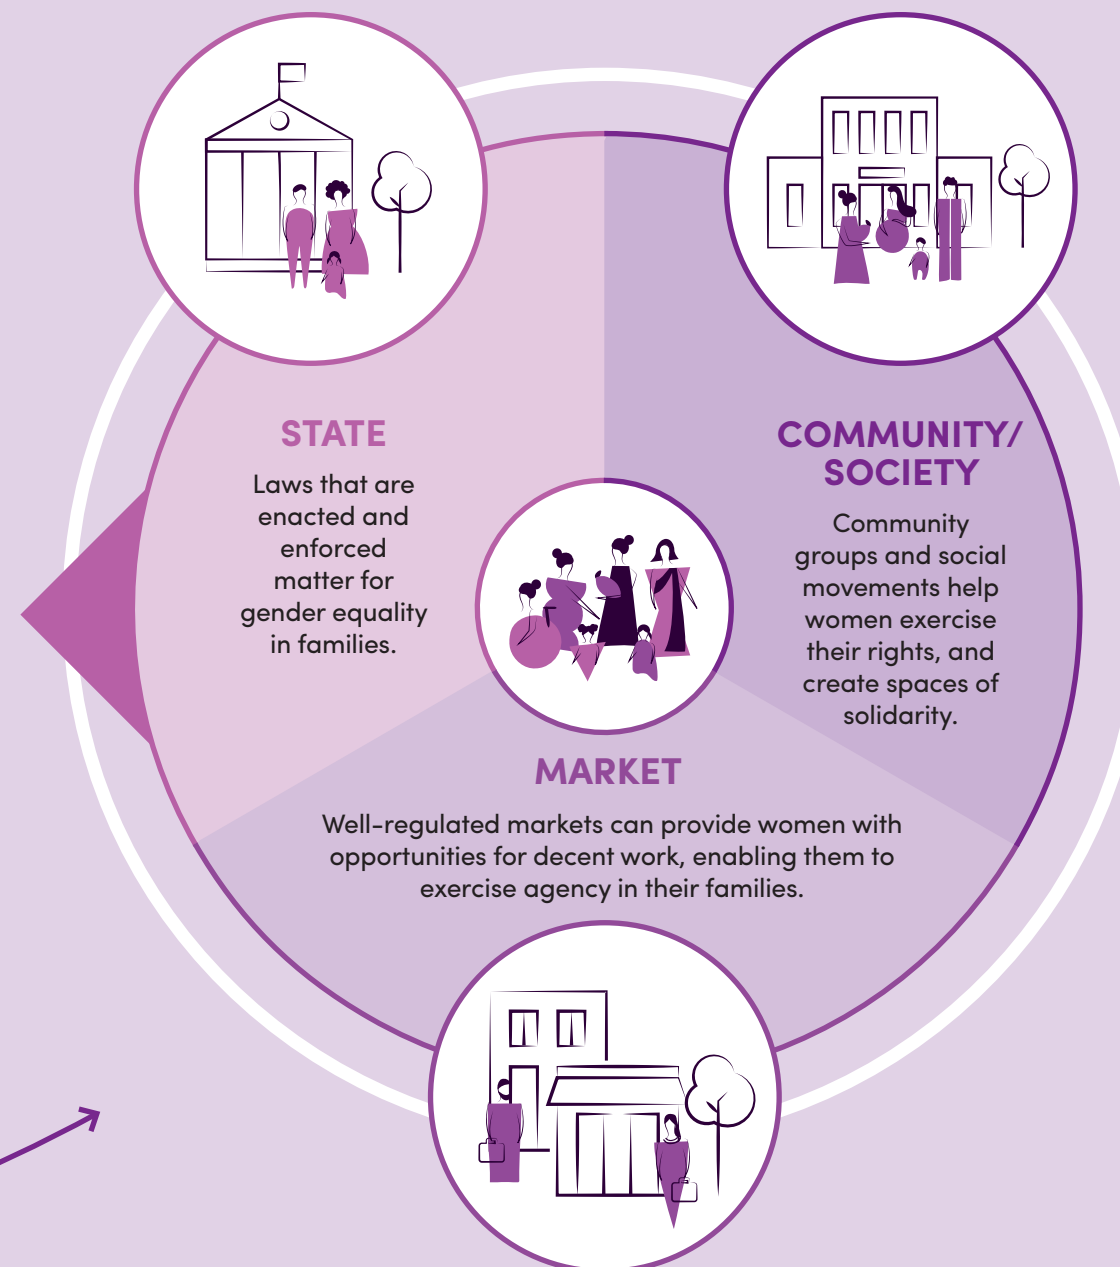 STATE
Laws that are
enacted and
enforced
matter for
gender equality
in families.
COMMUNITY/
SOCIETY
Community
groups and social
movements help
women exercise
their rights, and
create spaces of
solidarity.
MARKET
Well-regulated markets can provide women with
opportunities for decent work, enabling them to
exercise agency in their families.